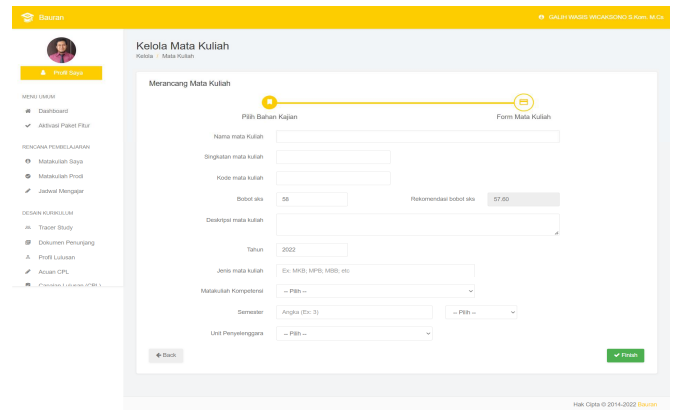 Bauran
GALIH WASIS WICAKSONO S.Kom. M.Cs
Profil Saya
MENU UMUM
Dashboard
Aktivasi Paket Fitur
RENCANA PEMBELAJARAN
Matakuliah Saya
Matakuliah Prodi
Jadwal Mengajar
DESAIN KURIKULUM
Tracer Study
Dokumen Penunjang
Profil Lulusan
Acuan CPL
Capaian Lulusan (CPL)
Kelola Mata Kuliah
Kelola / Mata Kuliah
Merancang Mata Kuliah
Pilih Bahan Kajian
Form Mata Kuliah
Nama mata Kuliah
Singkatan mata kuliah
Kode mata kuliah
Bobot sks 58 Rekomendasi bobot sks 57.60
Deskripsi mata kuliah
Tahun 2022
Jenis mata kuliah Ex: MKB, MPB, MBB, etc
Matakuliah Kompetensi -- Pilih --
Semester Angka (Ex: 3) -- Pilih --
Unit Penyelenggara -- Pilih --
Back
Finish
Hak Cipta © 2014-2022 Bauran